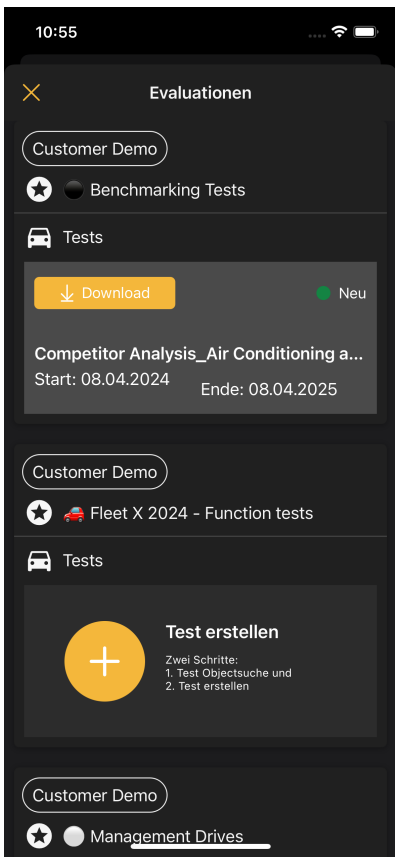 10:55
Evaluationen
Customer Demo
Benchmarking Tests
Tests
Download
Neu
Competitor Analysis_Air Conditioning a...
Start: 08.04.2024
Ende: 08.04.2025
Customer Demo
Fleet X 2024 - Function tests
Tests
Test erstellen
Zwei Schritte:
1. Test Objectsuche und
2. Test erstellen
Customer Demo
Management Drives